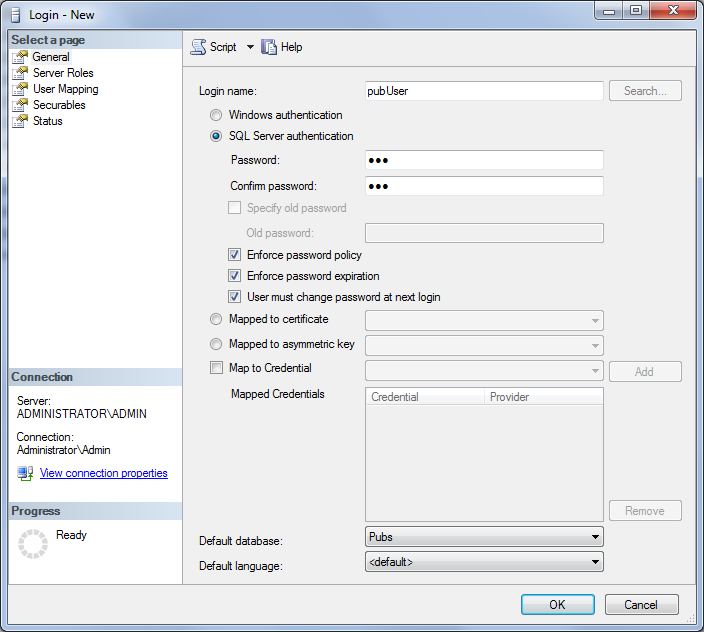 Login - New
Select a page
General
Server Roles
User Mapping
Securables
Status
Script
Help
Login name:
pubUser
Search...
Windows authentication
SQL Server authentication
Password:
●●●
Confirm password:
●●●
Specify old password
Old password:
Enforce password policy
Enforce password expiration
User must change password at next login
Mapped to certificate
Mapped to asymmetric key
Map to Credential
Add
Mapped Credentials
Credential
Provider
Remove
Default database:
Pubs
Default language:
<default>
Connection
Server:
ADMINISTRATOR\ADMIN
Connection:
Administrator\Admin
View connection properties
Progress
Ready
OK
Cancel